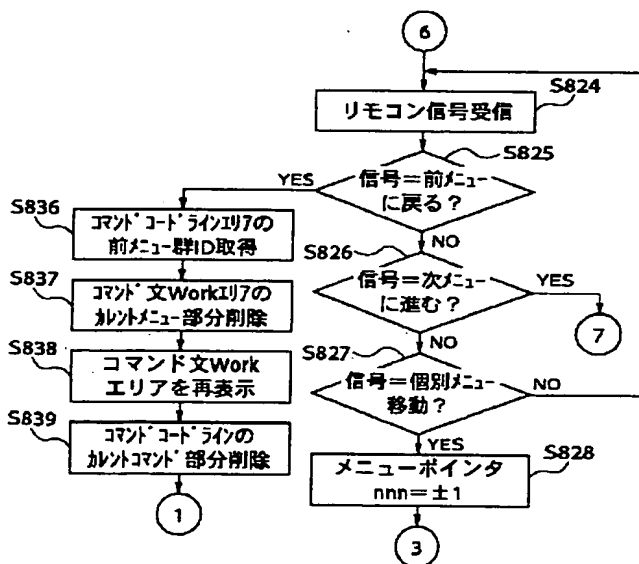 6
S824
リモコン信号受信
S825
信号＝前メニュー
に戻る？
YES
NO
S836
ｺﾏﾝﾄﾞｺｰﾄﾞﾗｲﾝｴﾘｱの
前ﾒﾆｭｰ群ID取得
S826
信号＝次メニュー
に進む？
YES
7
NO
S837
ｺﾏﾝﾄﾞ文Workｴﾘｱの
ｶﾚﾝﾄﾒﾆｭｰ部分削除
S827
信号＝個別メニュー
移動？
NO
YES
S838
コマンド文Work
エリアを再表示
S839
ｺﾏﾝﾄﾞｺｰﾄﾞﾗｲﾝの
ｶﾚﾝﾄｺﾏﾝﾄﾞ部分削除
1
S828
メニューポインタ
nnn＝±1
3